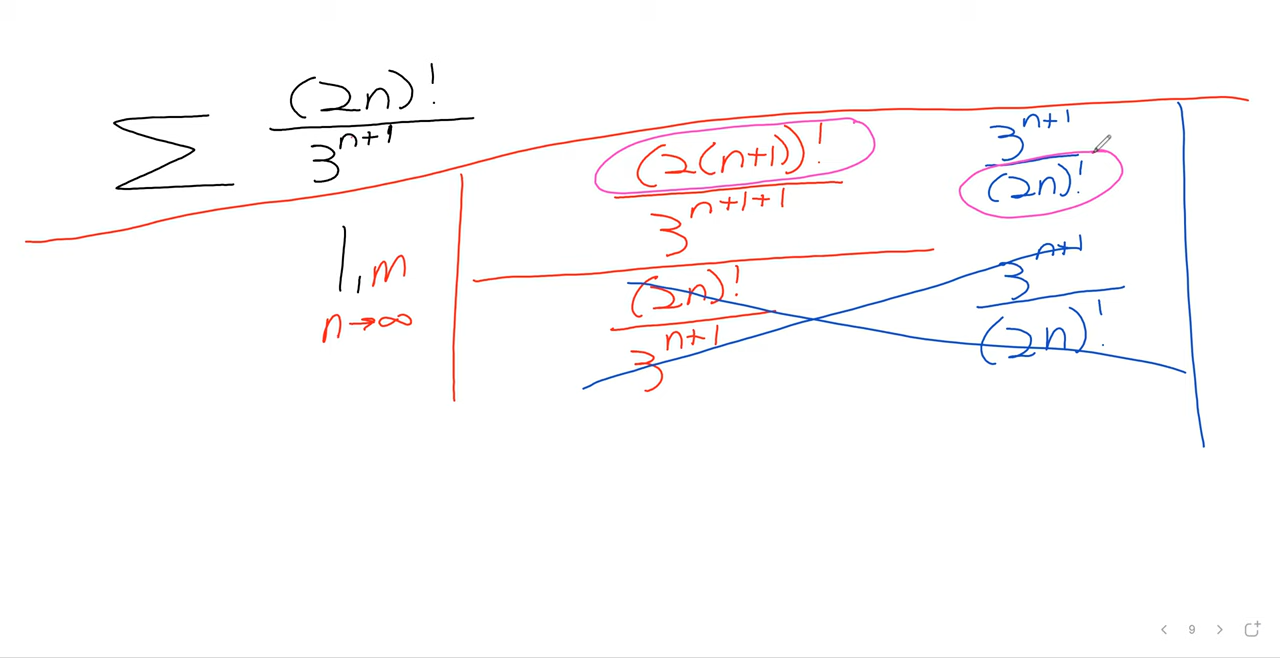 ∑ (2n)! / 3^(n+1)
lim n→∞ | (2(n+1))! / 3^(n+1+1) · 3^(n+1) / (2n)! |
(2n)! / 3^(n+1)
3^(n+1) / (2n)!
9